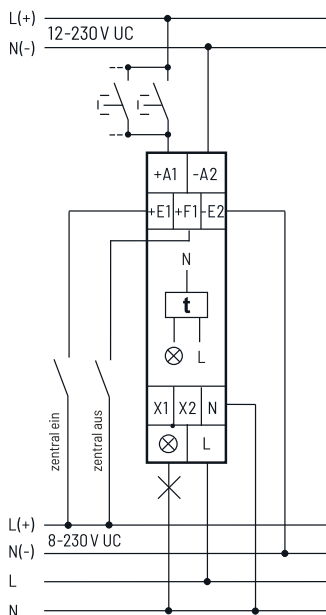 L(+)
12-230 V UC
N(-)
+A1 -A2
+E1 +F1 -E2
N
t
L
X1 X2 N
L
zentral ein
zentral aus
L(+)
8-230 V UC
N(-)
L
N